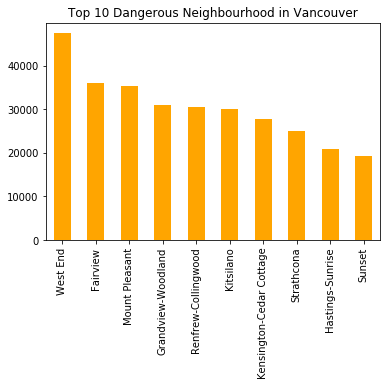 Top 10 Dangerous Neighbourhood in Vancouver
40000
30000
20000
10000
0
West End
Fairview
Mount Pleasant
Grandview-Woodland
Renfrew-Collingwood
Kitsilano
Kensington-Cedar Cottage
Strathcona
Hastings-Sunrise
Sunset